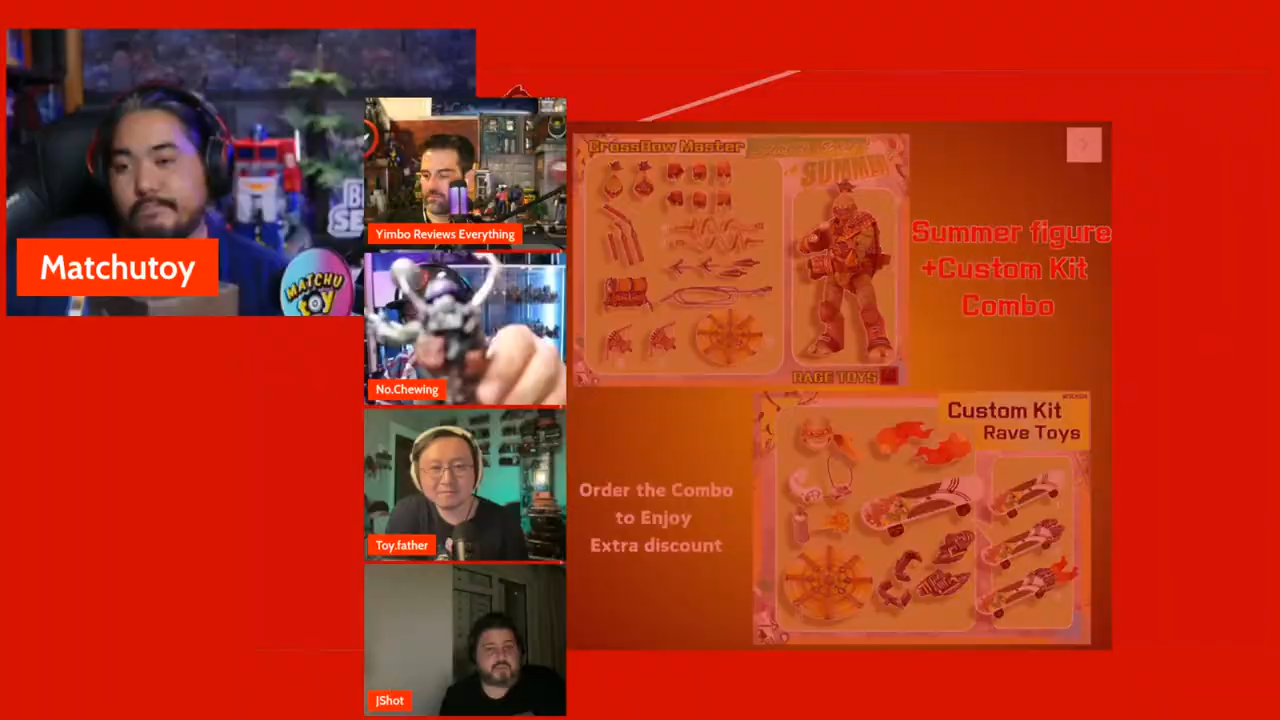 Matchutoy
MATCHU
toy
Yimbo Reviews Everything
No.Chewing
Toy.father
JShot
CrossBow Master
SUMMER
RAGE TOYS
Summer figure
+Custom Kit
Combo
Custom Kit
Rave Toys
Order the Combo
to Enjoy
Extra discount